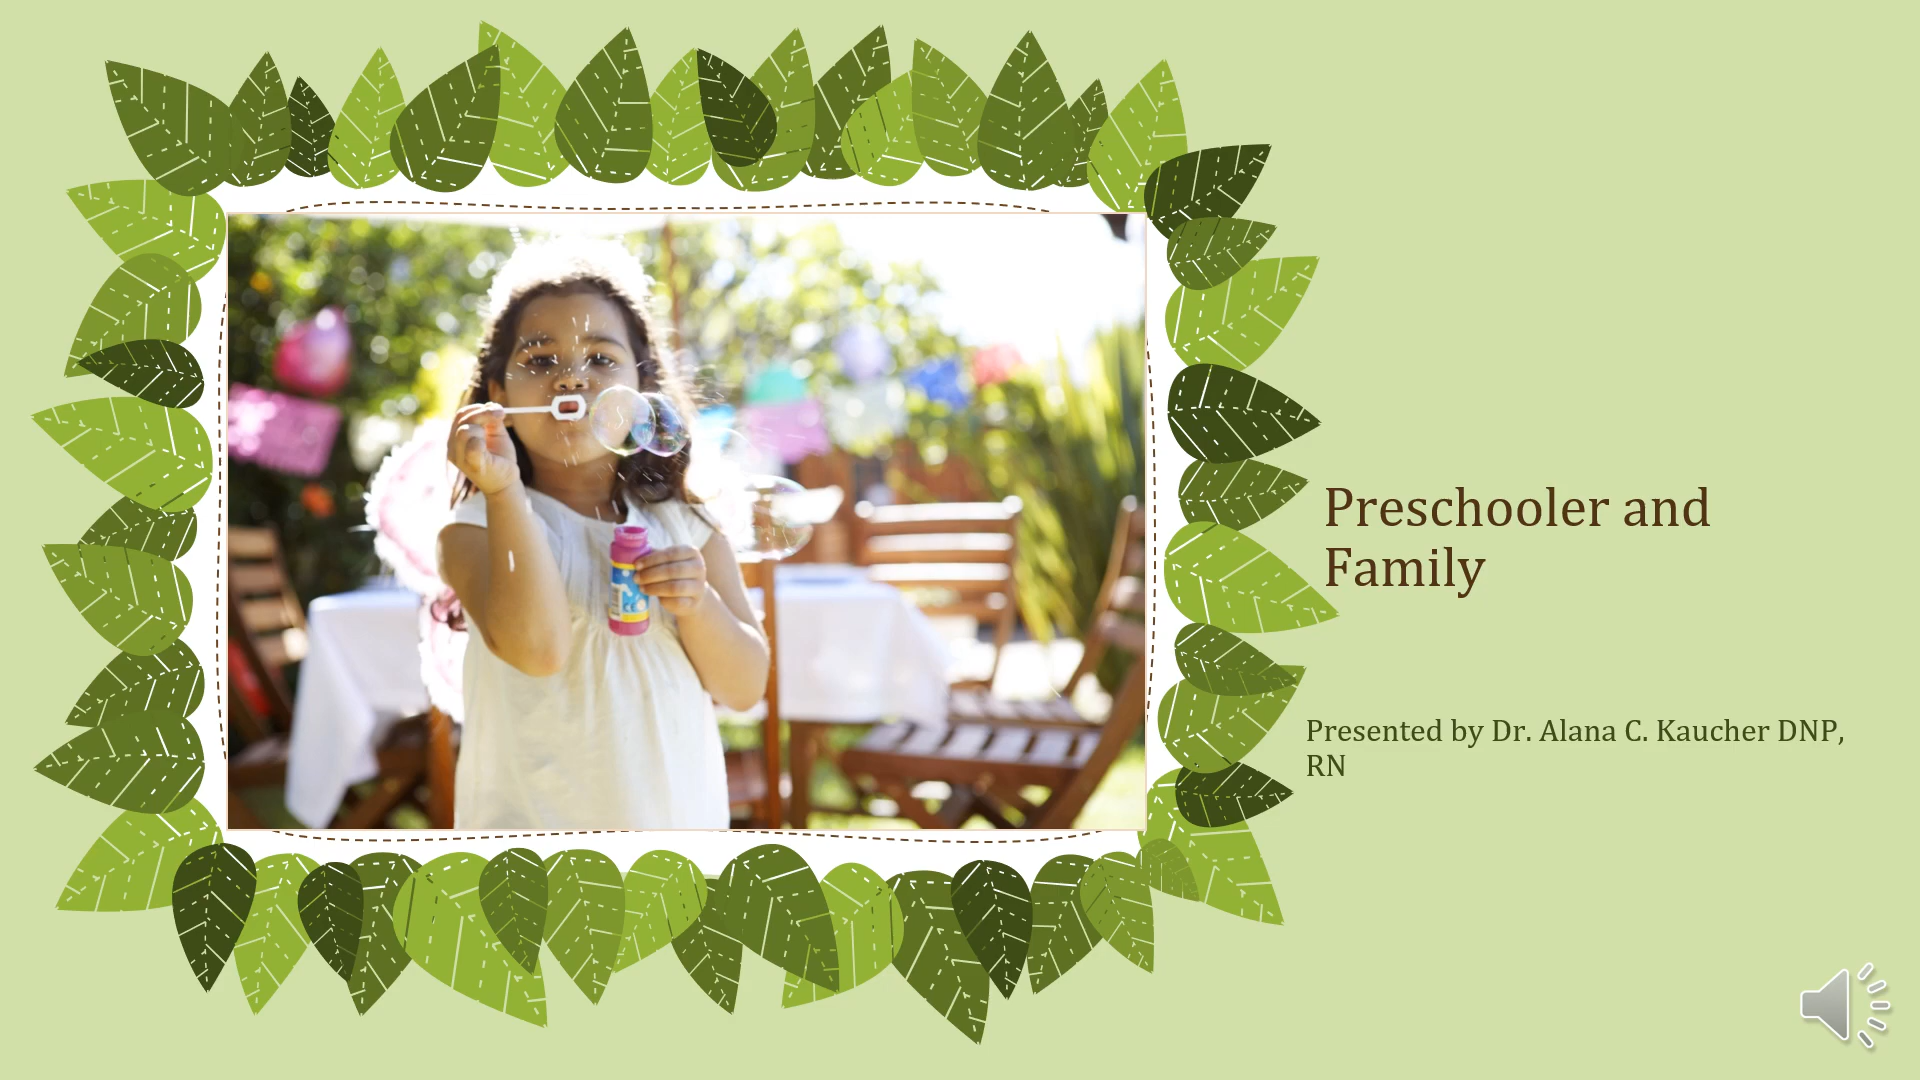 Preschooler and
Family
Presented by Dr. Alana C. Kaucher DNP,
RN